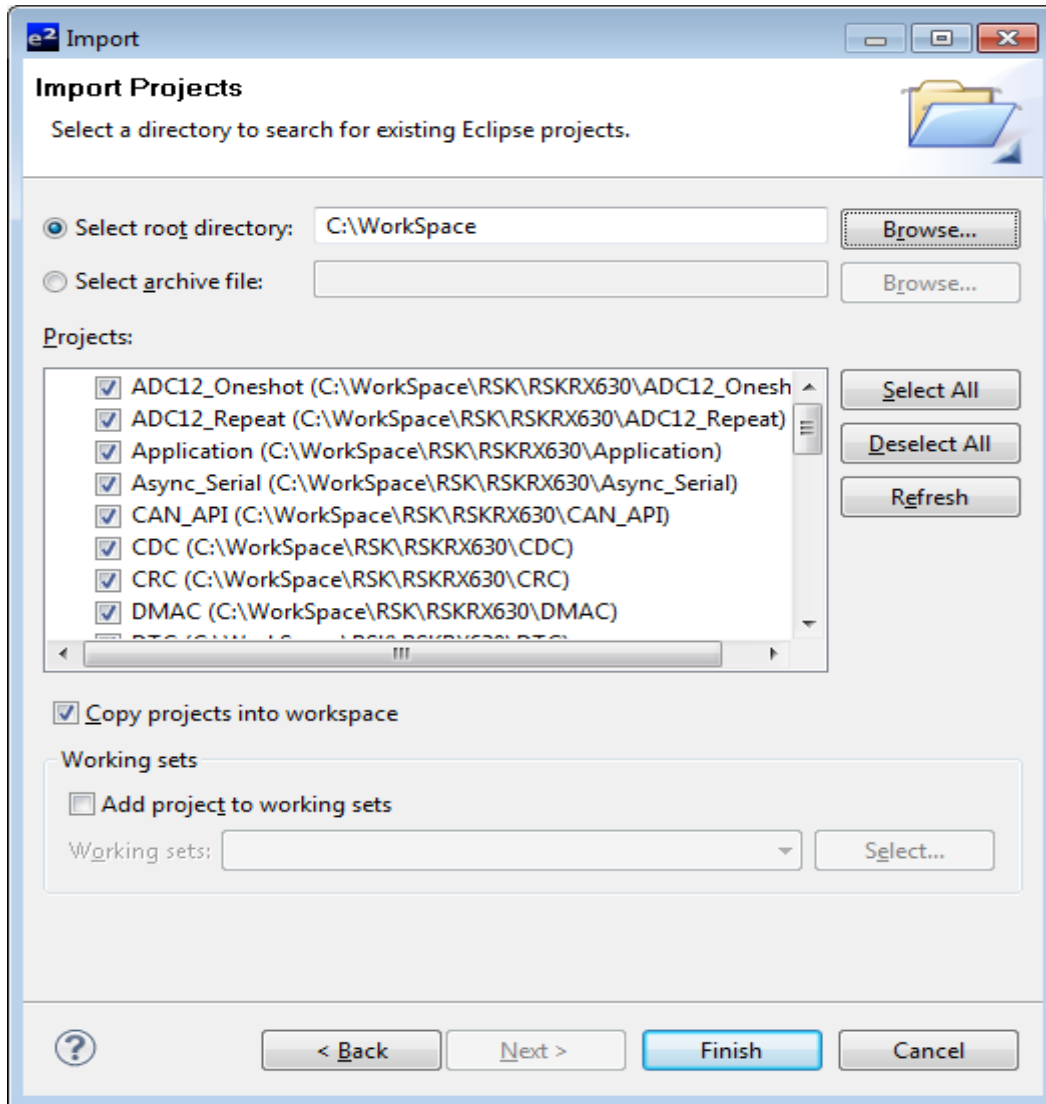 e² Import
Import Projects
Select a directory to search for existing Eclipse projects.
Select root directory: C:\WorkSpace Browse...
Select archive file: Browse...
Projects:
ADC12_Oneshot (C:\WorkSpace\RSK\RSKRX630\ADC12_Onesh
ADC12_Repeat (C:\WorkSpace\RSK\RSKRX630\ADC12_Repeat)
Application (C:\WorkSpace\RSK\RSKRX630\Application)
Async_Serial (C:\WorkSpace\RSK\RSKRX630\Async_Serial)
CAN_API (C:\WorkSpace\RSK\RSKRX630\CAN_API)
CDC (C:\WorkSpace\RSK\RSKRX630\CDC)
CRC (C:\WorkSpace\RSK\RSKRX630\CRC)
DMAC (C:\WorkSpace\RSK\RSKRX630\DMAC)
Select All
Deselect All
Refresh
Copy projects into workspace
Working sets
Add project to working sets
Working sets: Select...
? < Back Next > Finish Cancel